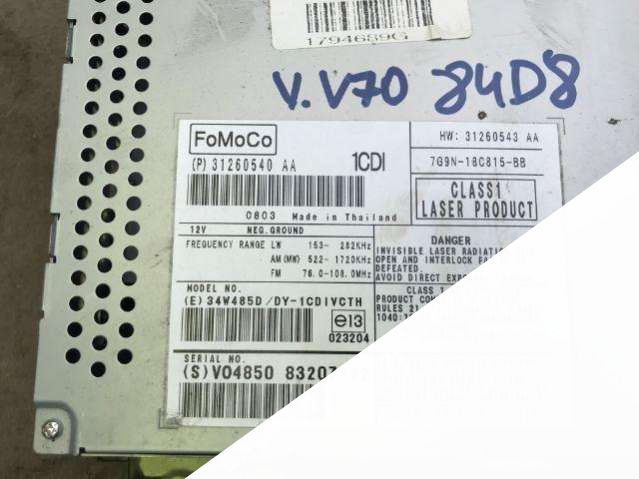 1794689G
V.V70 84D8
FoMoCo
(P) 31260540 AA
1CDI
HW: 31260543 AA
7G9N-18C815-BB
CLASS1
LASER PRODUCT
0803 Made in Thailand
12V NEG.GROUND
FREQUENCY RANGE LW 153- 282KHz
AM(MW) 522- 1720KHz
FM 76.0-108.0MHz
DANGER
INVISIBLE LASER RADIATION
OPEN AND INTERLOCK
DEFEATED.
AVOID DIRECT
CLASS 1
PRODUCT
RULES
MODEL NO.
(E)34W485D/DY-1CDIVCTH
e13
023204
SERIAL NO.
(S)V04850 83207